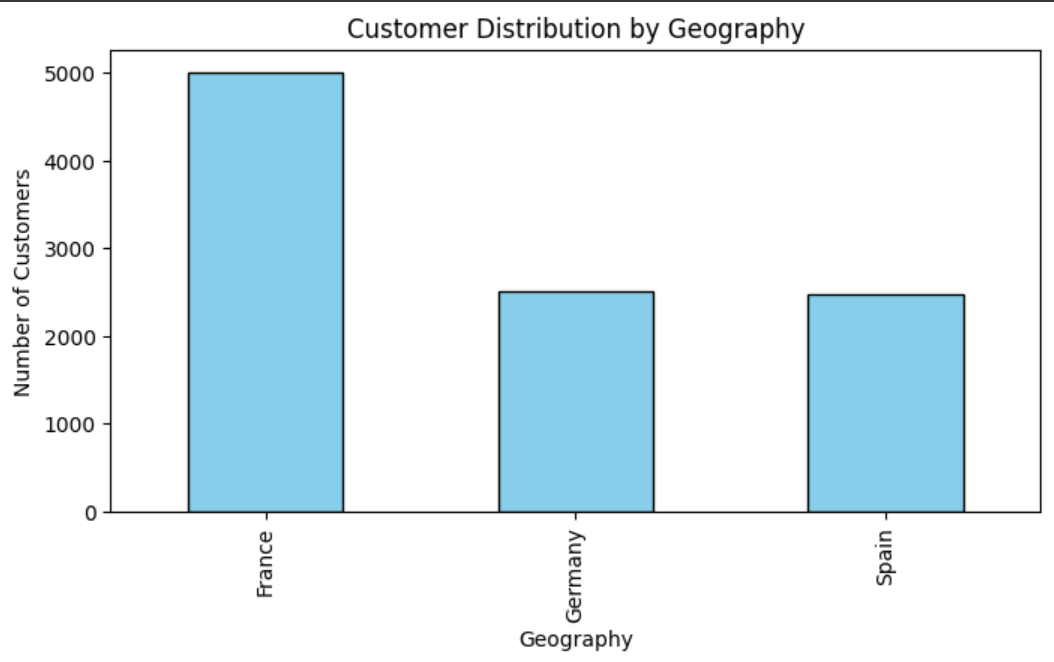 Customer Distribution by Geography
Number of Customers
5000
4000
3000
2000
1000
0
France
Germany
Spain
Geography